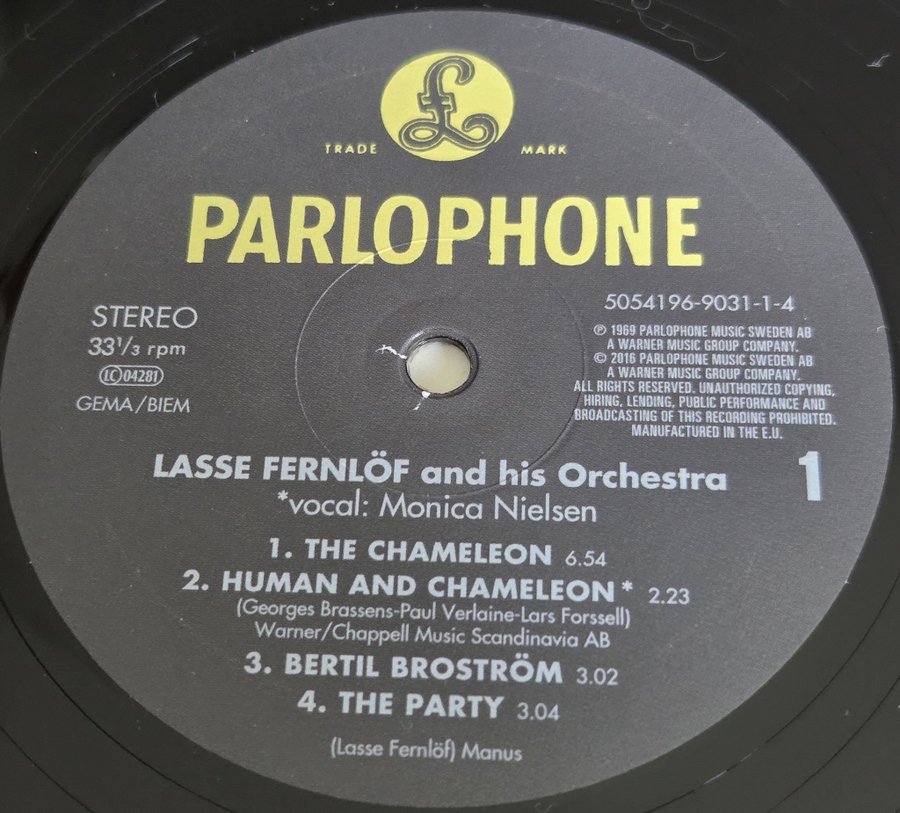 £
TRADE MARK
PARLOPHONE
STEREO
33⅓ rpm
LC 04281
GEMA/BIEM
5054196-9031-1-4
℗ 1969 PARLOPHONE MUSIC SWEDEN AB
A WARNER MUSIC GROUP COMPANY.
© 2016 PARLOPHONE MUSIC SWEDEN AB
A WARNER MUSIC GROUP COMPANY.
ALL RIGHTS RESERVED. UNAUTHORIZED COPYING,
HIRING, LENDING, PUBLIC PERFORMANCE AND
BROADCASTING OF THIS RECORDING PROHIBITED.
MANUFACTURED IN THE E.U.
LASSE FERNLÖF and his Orchestra
1
*vocal: Monica Nielsen
1. THE CHAMELEON 6.54
2. HUMAN AND CHAMELEON* 2.23
(Georges Brassens-Paul Verlaine-Lars Forssell)
Warner/Chappell Music Scandinavia AB
3. BERTIL BROSTRÖM 3.02
4. THE PARTY 3.04
(Lasse Fernlöf) Manus